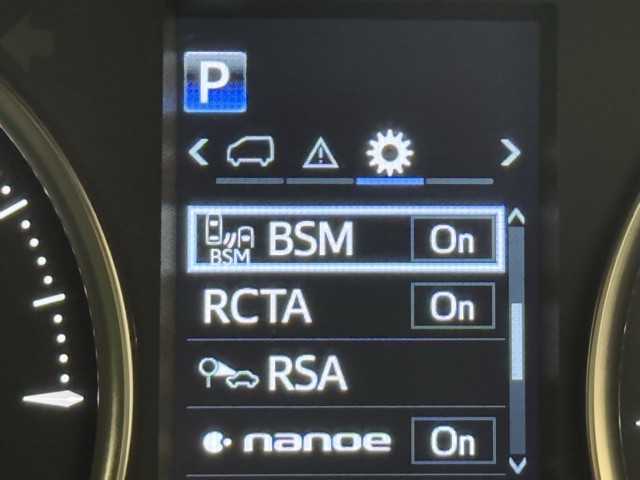 P
BSM BSM On
RCTA On
RSA
nanoe On